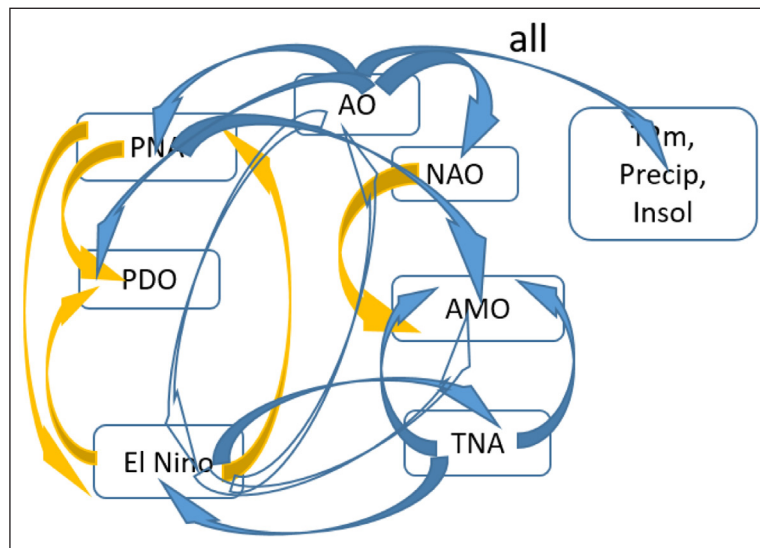 all
AO
PNA
NAO
Precip,
Insol
PDO
AMO
El Nino
TNA